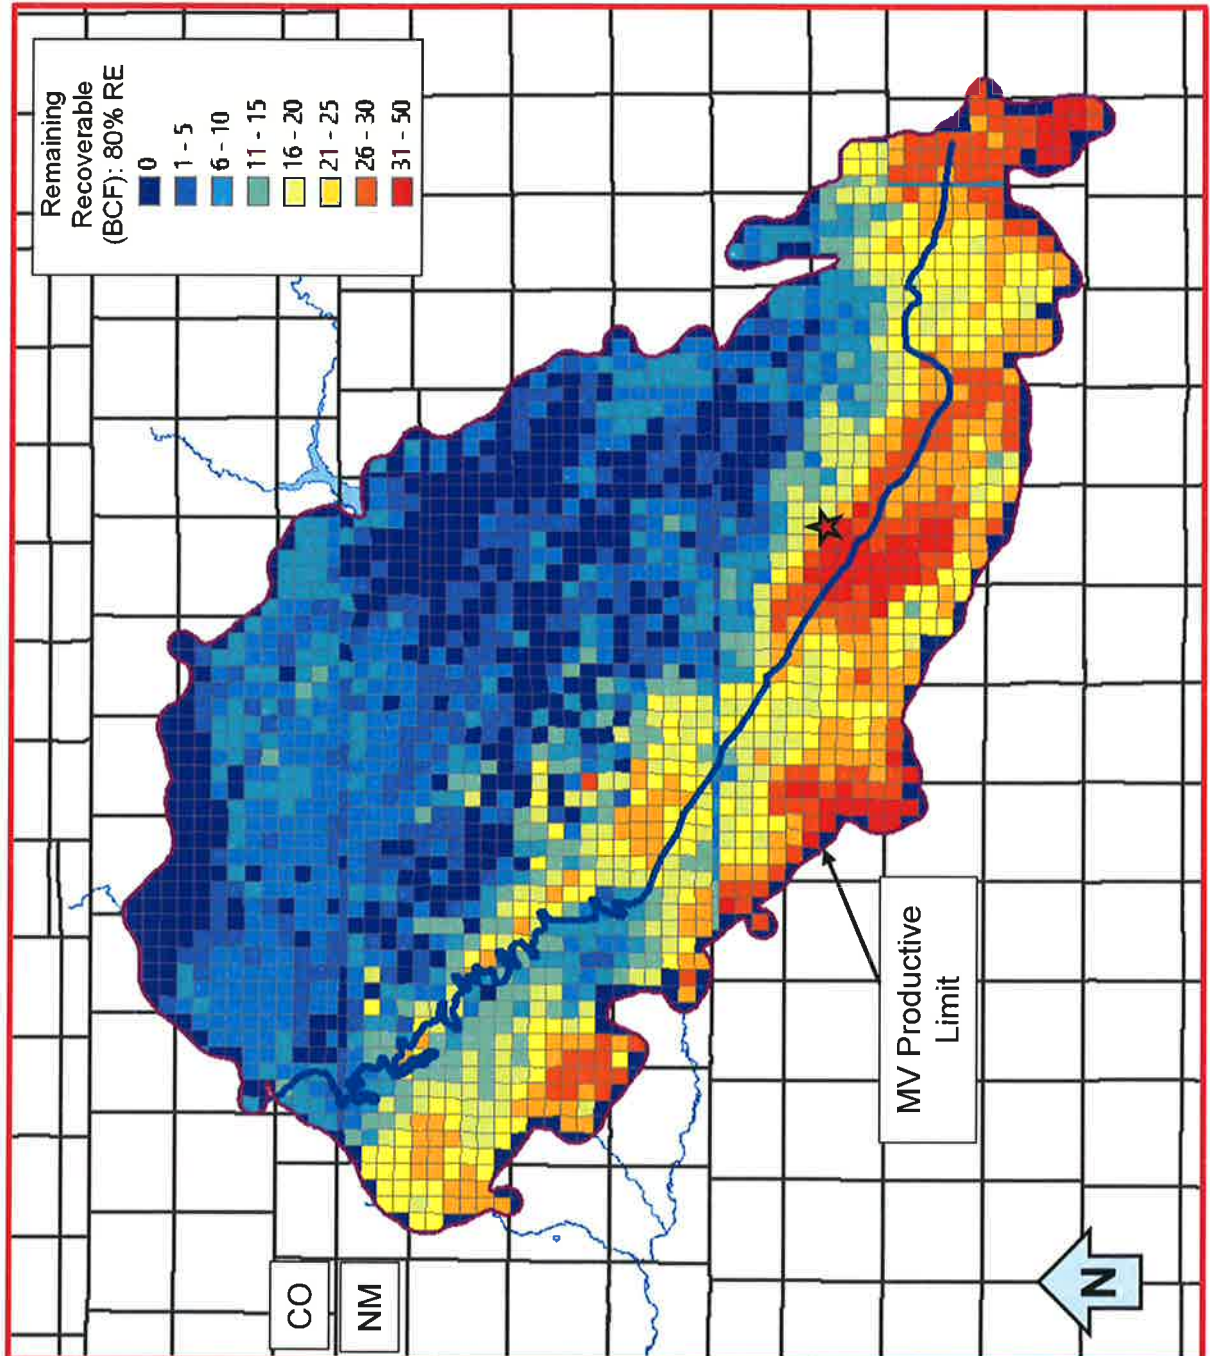 Remaining
Recoverable
(BCF): 80% RE
0
1 - 5
6 - 10
11 - 15
16 - 20
21 - 25
26 - 30
31 - 50
CO
NM
MV Productive
Limit
N